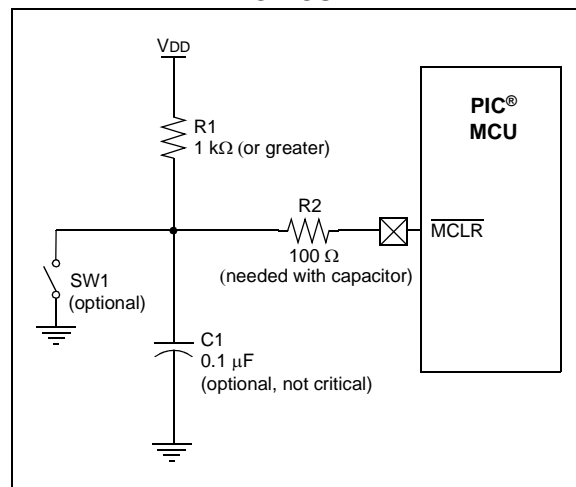 VDD
R1
1 kΩ (or greater)
PIC®
MCU
R2
MCLR
100 Ω
(needed with capacitor)
SW1
(optional)
C1
0.1 μF
(optional, not critical)